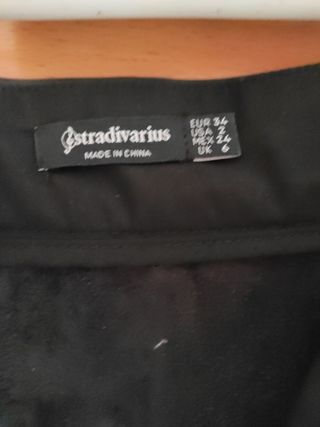 stradivarius
MADE IN CHINA
EUR 34
USA 2
MEX 24
UK 6